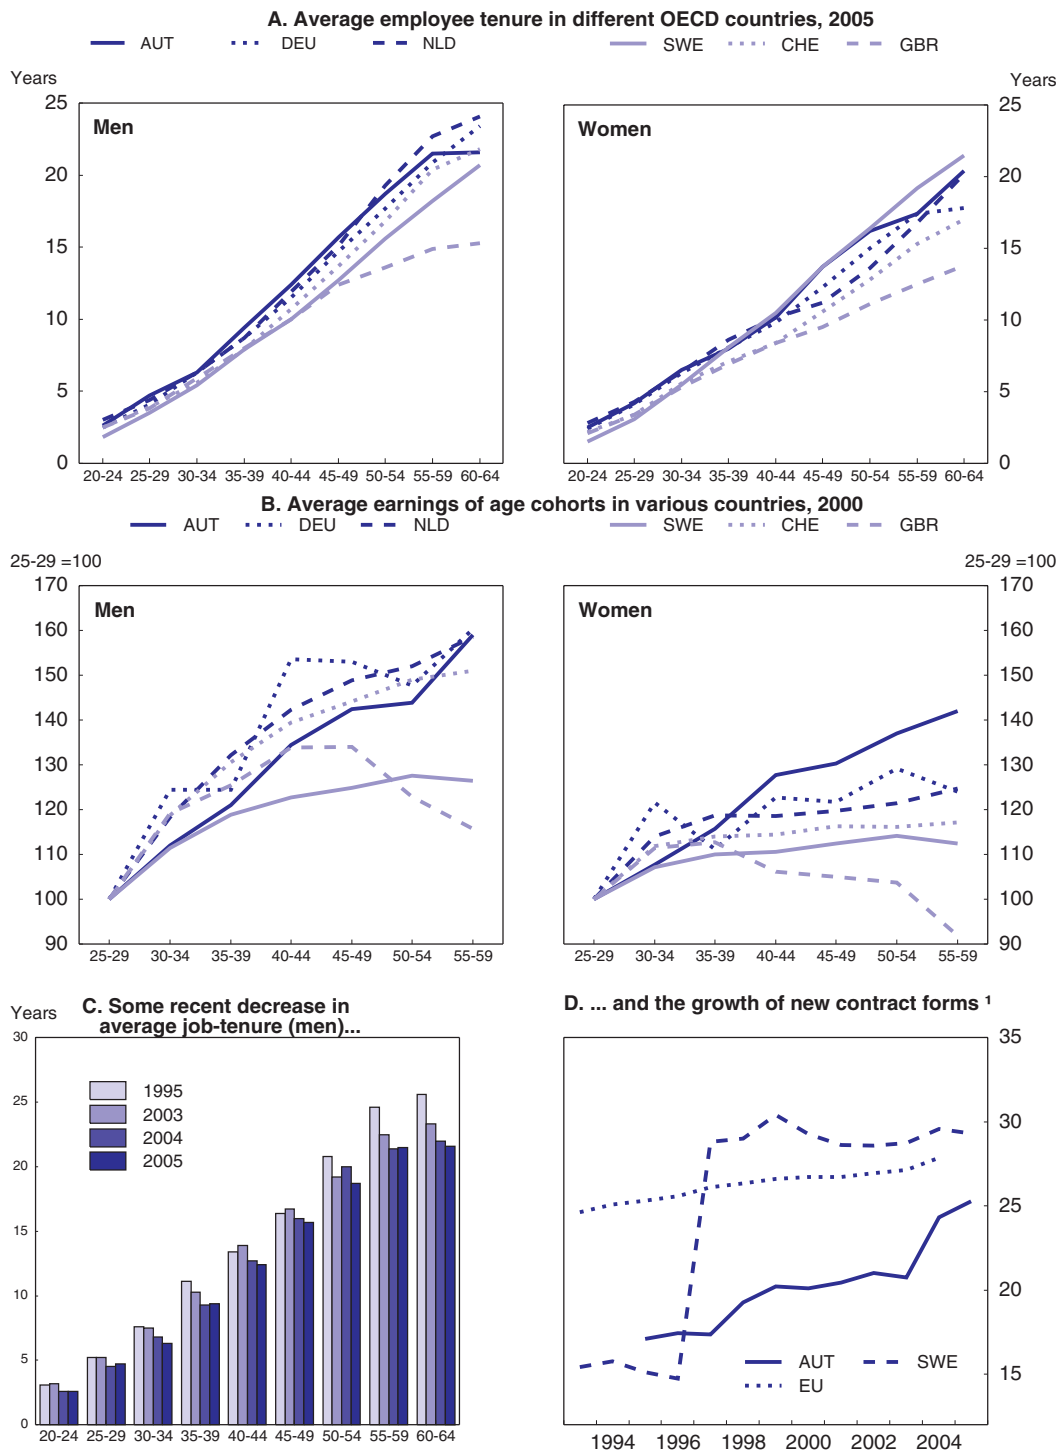 A. Average employee tenure in different OECD countries, 2005
AUT DEU NLD SWE CHE GBR
Years Years
Men
25
20
15
10
5
0
20-24 25-29 30-34 35-39 40-44 45-49 50-54 55-59 60-64
Women
25
20
15
10
5
0
20-24 25-29 30-34 35-39 40-44 45-49 50-54 55-59 60-64
B. Average earnings of age cohorts in various countries, 2000
AUT DEU NLD SWE CHE GBR
25-29 =100 25-29 =100
Men
170
160
150
140
130
120
110
100
90
25-29 30-34 35-39 40-44 45-49 50-54 55-59
Women
170
160
150
140
130
120
110
100
90
25-29 30-34 35-39 40-44 45-49 50-54 55-59
Years
C. Some recent decrease in
average job-tenure (men)...
30
25
20
15
10
5
0
1995
2003
2004
2005
20-24 25-29 30-34 35-39 40-44 45-49 50-54 55-59 60-64
D. ... and the growth of new contract forms ¹
35
30
25
20
15
AUT SWE
EU
1994 1996 1998 2000 2002 2004